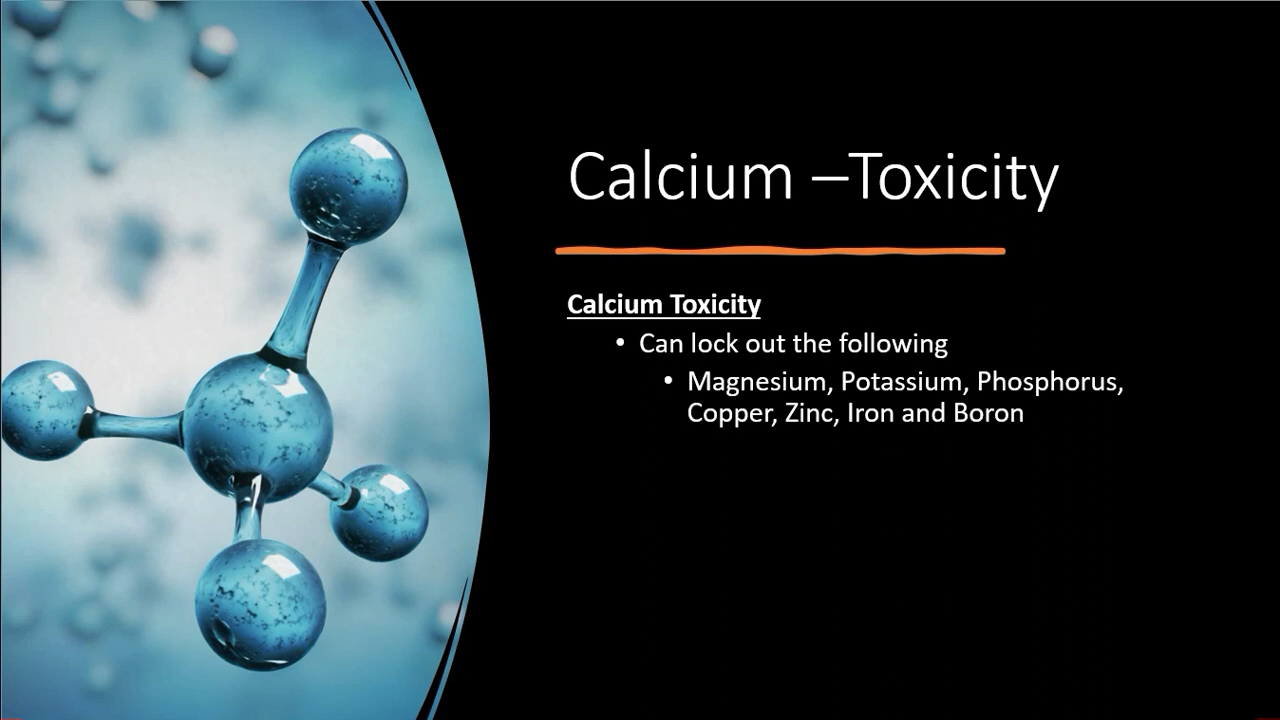 Calcium –Toxicity
Calcium Toxicity
• Can lock out the following
• Magnesium, Potassium, Phosphorus,
Copper, Zinc, Iron and Boron